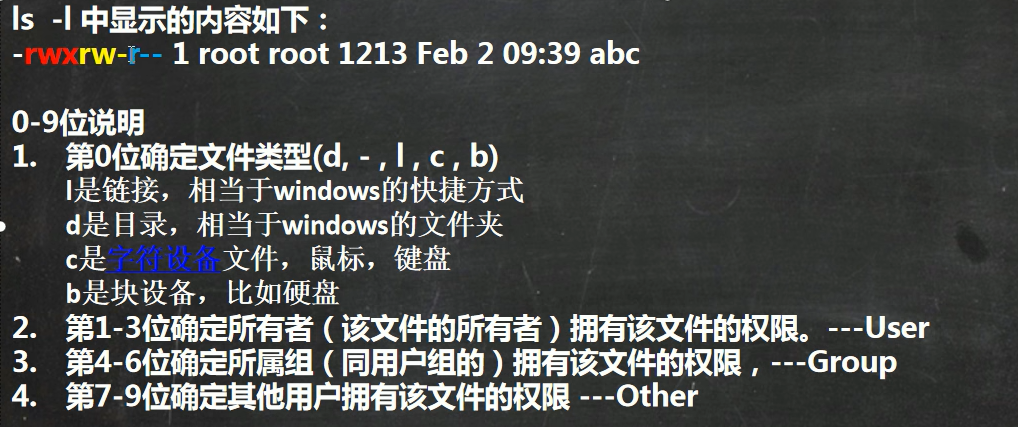 ls -l 中显示的内容如下：
-rwxrw-r-- 1 root root 1213 Feb 2 09:39 abc
0-9位说明
1. 第0位确定文件类型(d, - , l , c , b)
l是链接，相当于windows的快捷方式
d是目录，相当于windows的文件夹
c是字符设备文件，鼠标，键盘
b是块设备，比如硬盘
2. 第1-3位确定所有者（该文件的所有者）拥有该文件的权限。---User
3. 第4-6位确定所属组（同用户组的）拥有该文件的权限，---Group
4. 第7-9位确定其他用户拥有该文件的权限 ---Other